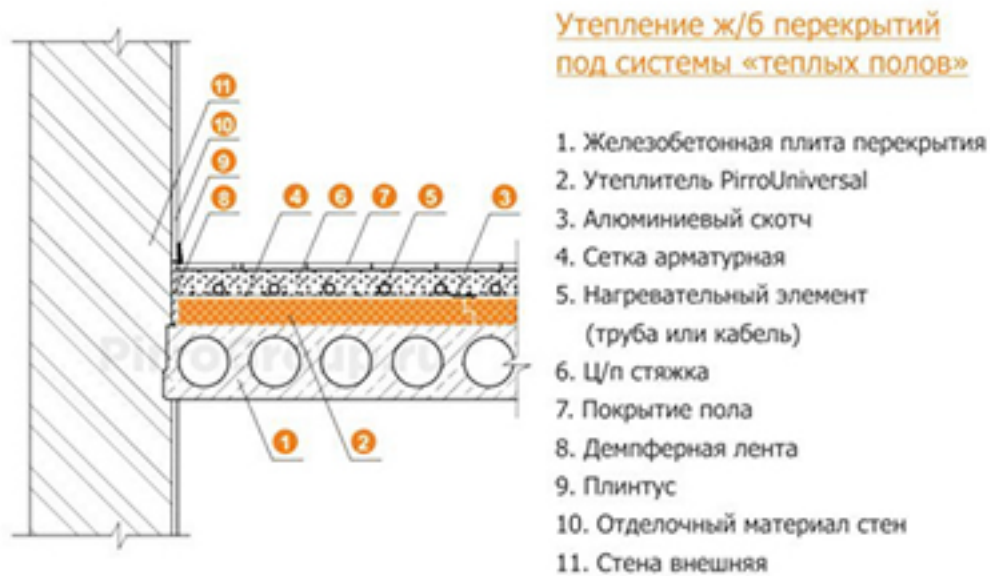 Утепление ж/б перекрытий
под системы «теплых полов»
11
10
9
8
4
6
7
5
3
1
2
PirroGroup.ru
1. Железобетонная плита перекрытия
2. Утеплитель PirroUniversal
3. Алюминиевый скотч
4. Сетка арматурная
5. Нагревательный элемент
(труба или кабель)
6. Ц/п стяжка
7. Покрытие пола
8. Демпферная лента
9. Плинтус
10. Отделочный материал стен
11. Стена внешняя